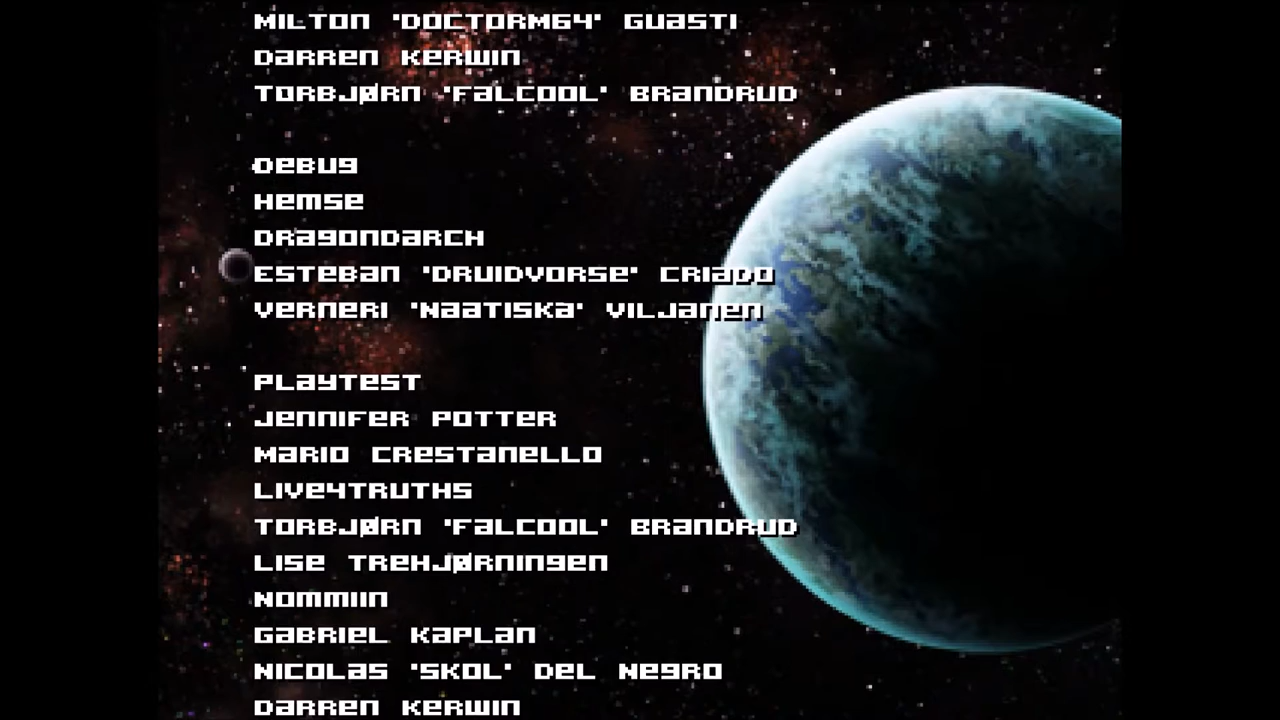 MILTON 'DOCTORM64' GUASTI
DARREN KERWIN
TORBJØRN 'FALCOOL' BRANDRUD
DEBUG
HEMSE
DRAGONDARCH
ESTEBAN 'DRUIDVORSE' CRIADO
VERNERI 'NAATISKA' VILJANEN
PLAYTEST
JENNIFER POTTER
MARIO CRESTANELLO
LIVE4TRUTHS
TORBJØRN 'FALCOOL' BRANDRUD
LISE TREHJØRNINGEN
NOMMIIN
GABRIEL KAPLAN
NICOLAS 'SKOL' DEL NEGRO
DARREN KERWIN